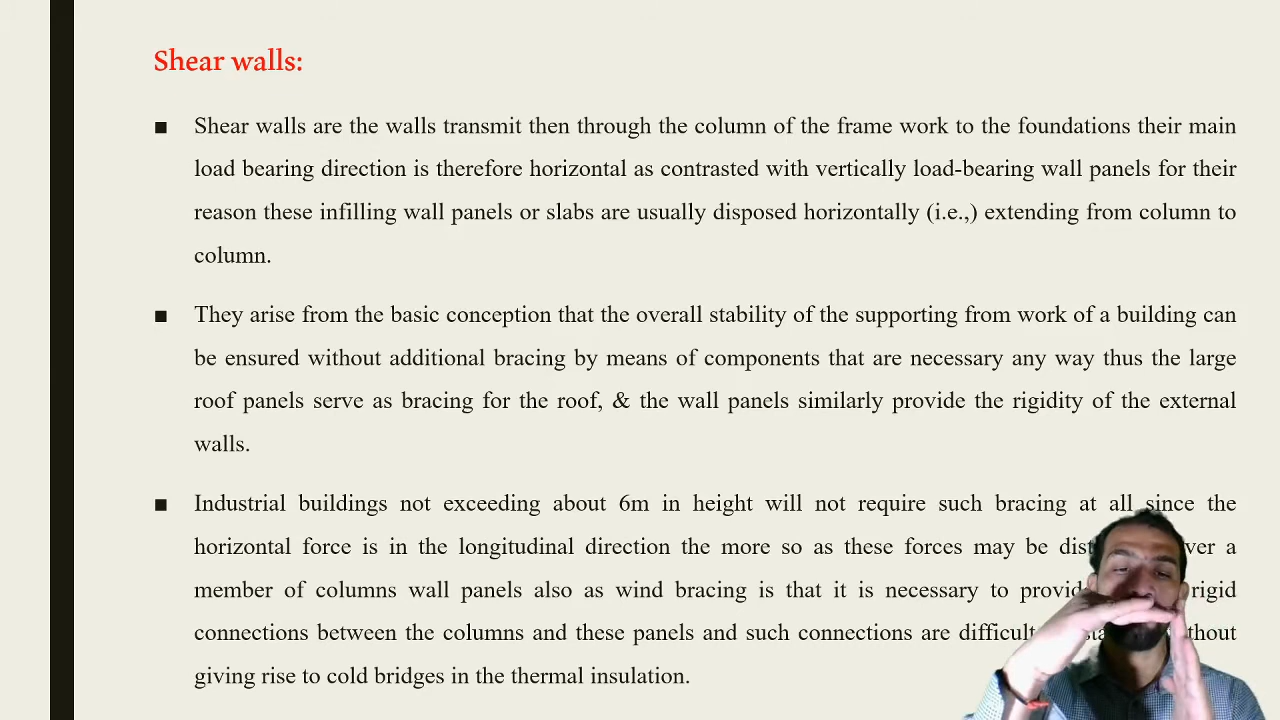 Shear walls:
■ Shear walls are the walls transmit then through the column of the frame work to the foundations their main
load bearing direction is therefore horizontal as contrasted with vertically load-bearing wall panels for their
reason these infilling wall panels or slabs are usually disposed horizontally (i.e.,) extending from column to
column.
■ They arise from the basic conception that the overall stability of the supporting from work of a building can
be ensured without additional bracing by means of components that are necessary any way thus the large
roof panels serve as bracing for the roof, & the wall panels similarly provide the rigidity of the external
walls.
■ Industrial buildings not exceeding about 6m in height will not require such bracing at all since the
horizontal force is in the longitudinal direction the more so as these forces may be a
member of columns wall panels also as wind bracing is that it is necessary to rigid
connections between the columns and these panels and such connections are difficult
giving rise to cold bridges in the thermal insulation.